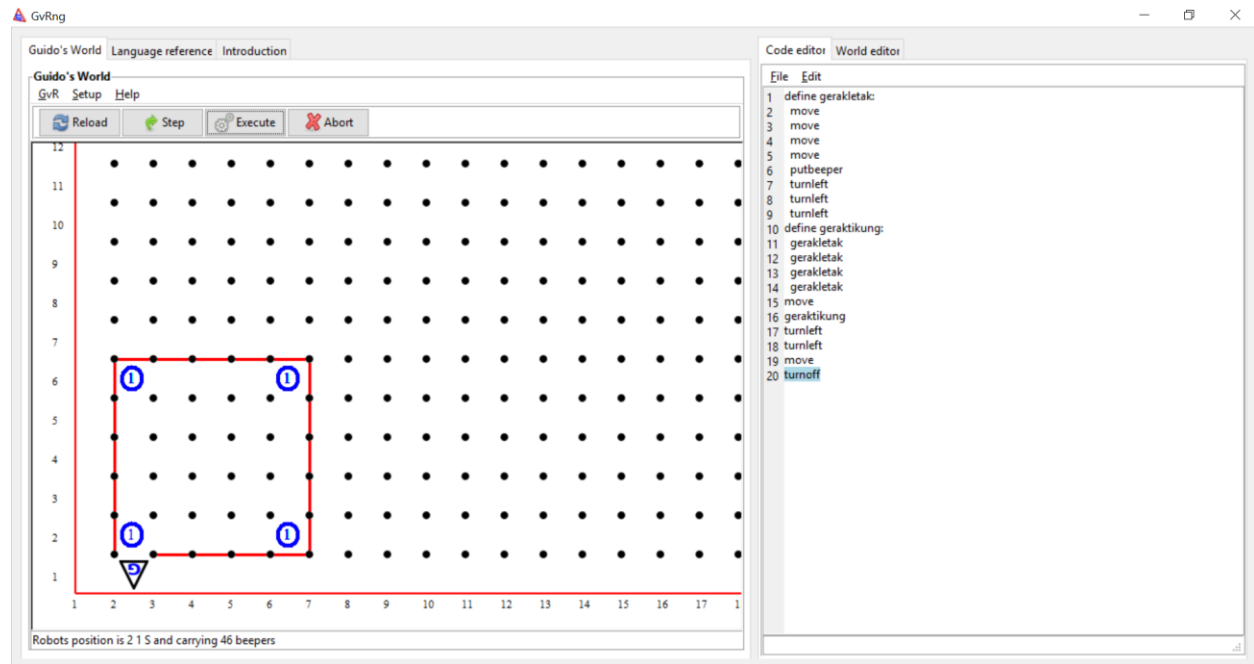 GvRng
Guido's World Language reference Introduction
Guido's World
GvR Setup Help
Reload Step Execute Abort
12
11
10
9
8
7
6
5
4
3
2
1
1 1
1 1
G
1 2 3 4 5 6 7 8 9 10 11 12 13 14 15 16 17 1
Robots position is 2 1 S and carrying 46 beepers
Code editor World editor
File Edit
1 define gerakletak:
2 move
3 move
4 move
5 move
6 putbeeper
7 turnleft
8 turnleft
9 turnleft
10 define geraktikung:
11 gerakletak
12 gerakletak
13 gerakletak
14 gerakletak
15 move
16 geraktikung
17 turnleft
18 turnleft
19 move
20 turnoff